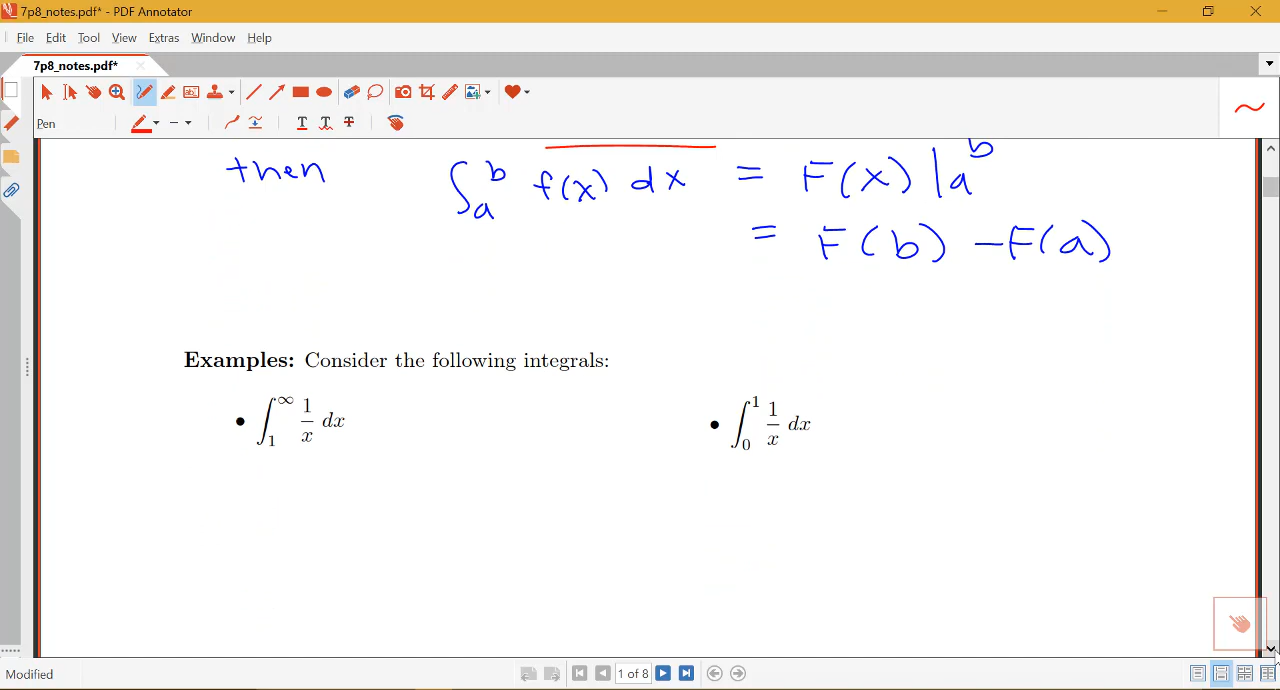 7p8_notes.pdf* - PDF Annotator
File Edit Tool View Extras Window Help
7p8_notes.pdf*
Pen
then ∫_a^b f(x) dx = F(x) |_a^b
= F(b) - F(a)
Examples: Consider the following integrals:
• ∫_1^∞ 1/x dx • ∫_0^1 1/x dx
Modified 1 of 8